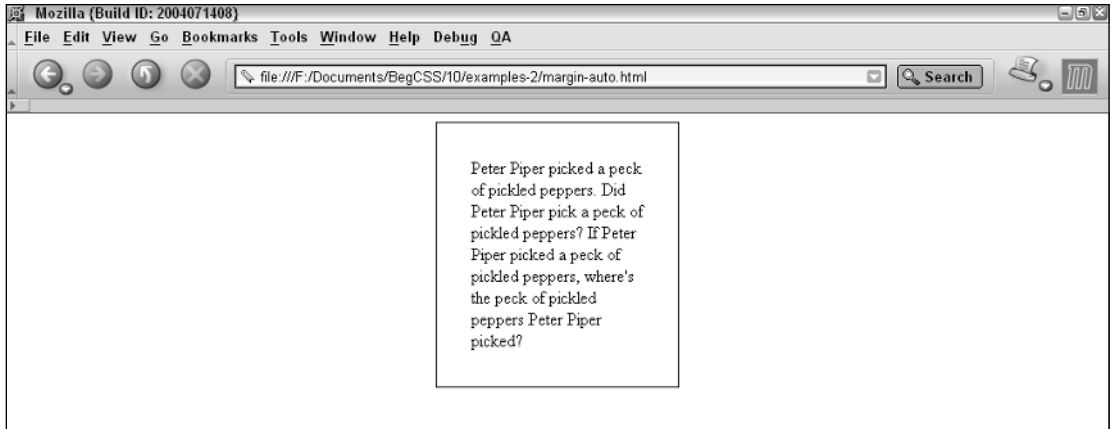 Mozilla {Build ID: 2004071408}
File Edit View Go Bookmarks Tools Window Help Debug QA
file:///F:/Documents/BegCSS/10/examples-2/margin-auto.html Search
Peter Piper picked a peck
of pickled peppers. Did
Peter Piper pick a peck of
pickled peppers? If Peter
Piper picked a peck of
pickled peppers, where's
the peck of pickled
peppers Peter Piper
picked?